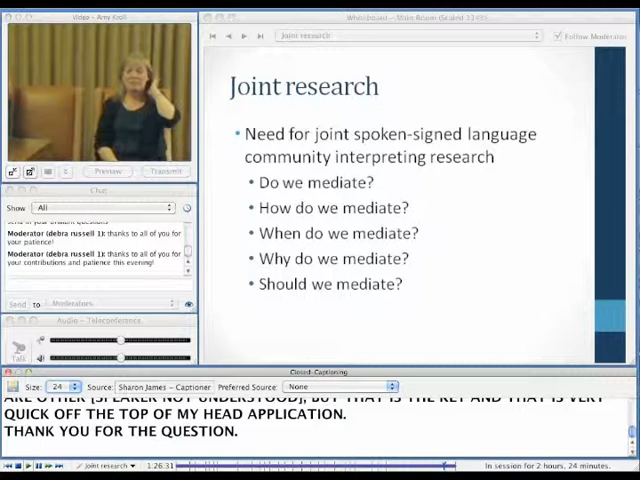 Video - Amy Kroll
Whiteboard - Main Room (Scaled 114%)
Joint research
Follow Moderator
Joint research
• Need for joint spoken-signed language
community interpreting research
• Do we mediate?
• How do we mediate?
• When do we mediate?
• Why do we mediate?
• Should we mediate?
Preview
Transmit
Chat
Show
All
Moderator (debra russell 1): thanks to all of you for
your patience!
Moderator (debra russell 1): thanks to all of you for
your contributions and patience this evening!
Send
to
Moderators
Audio - Teleconference
Talk
Closed-Captioning
Size:
24
Source:
Sharon James - Captioner
Preferred Source:
None
ARE OTHER [SPEAKER NOT UNDERSTOOD], BUT THAT IS THE KEY AND THAT IS VERY
QUICK OFF THE TOP OF MY HEAD APPLICATION.
THANK YOU FOR THE QUESTION.
Joint research
1:26:31
In session for 2 hours, 24 minutes.